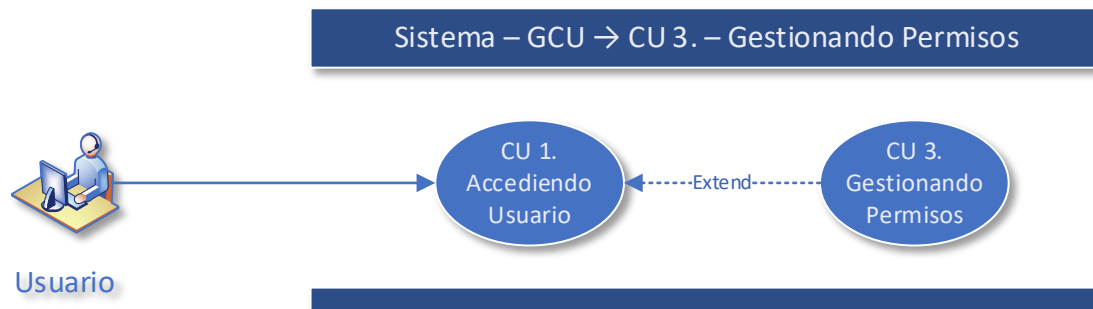 Sistema – GCU → CU 3. – Gestionando Permisos
CU 1.
Accediendo
Usuario
Extend
CU 3.
Gestionando
Permisos
Usuario